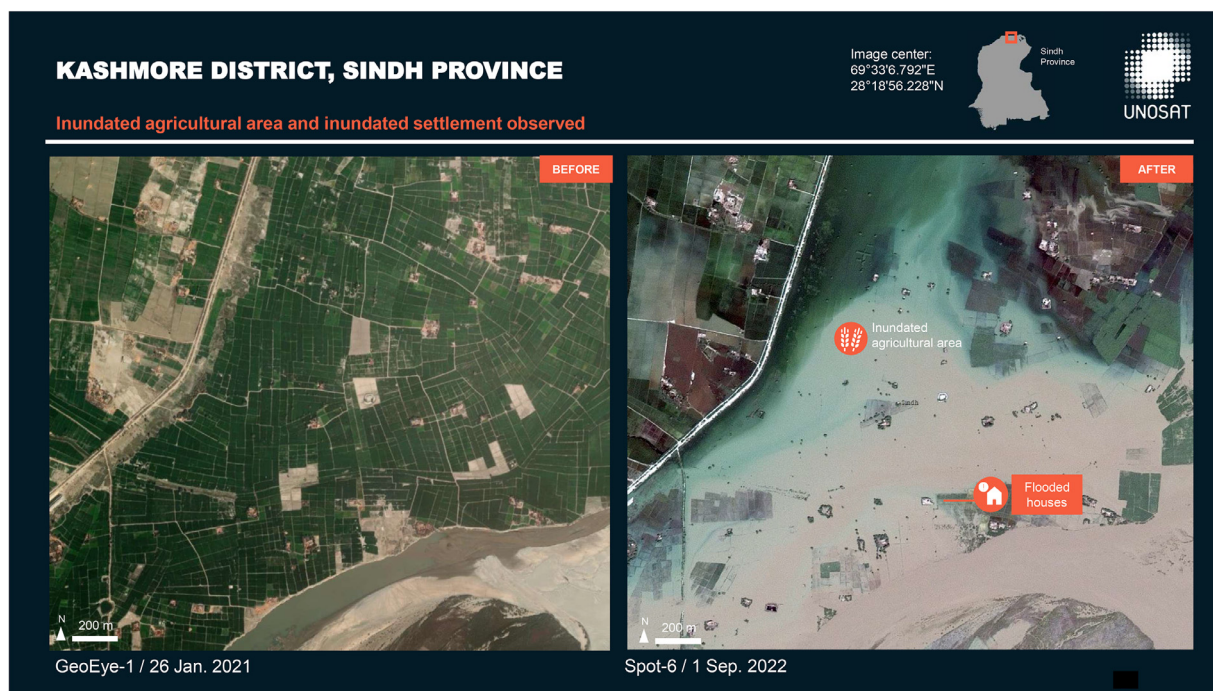 KASHMORE DISTRICT, SINDH PROVINCE
Inundated agricultural area and inundated settlement observed
Image center:
69°33'6.792"E
28°18'56.228"N
Sindh
Province
UNOSAT
BEFORE
N
200 m
GeoEye-1 / 26 Jan. 2021
AFTER
Inundated
agricultural area
Sindh
Flooded
houses
N
200 m
Spot-6 / 1 Sep. 2022